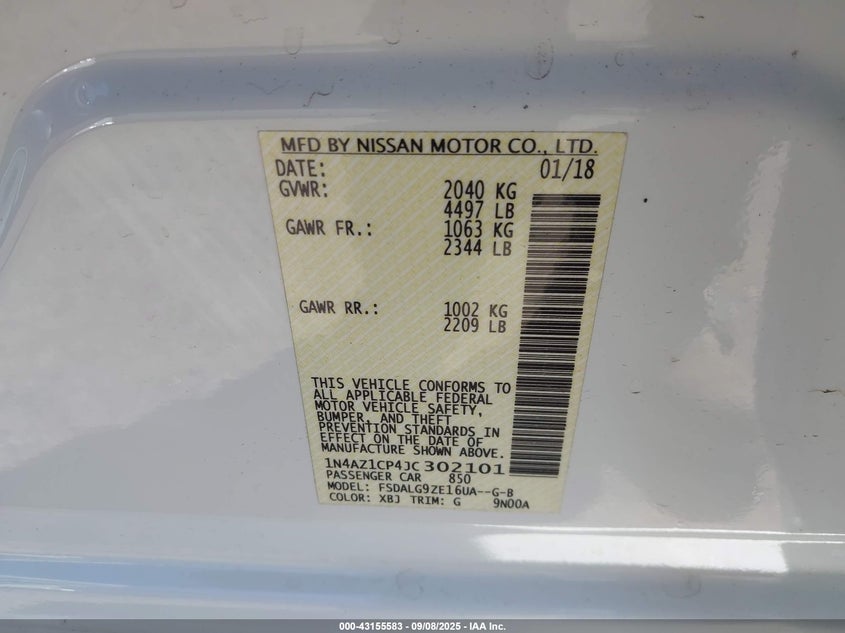 MFD BY NISSAN MOTOR CO., LTD.
DATE: 01/18
GVWR: 2040 KG
4497 LB
GAWR FR.: 1063 KG
2344 LB
GAWR RR.: 1002 KG
2209 LB
THIS VEHICLE CONFORMS TO
ALL APPLICABLE FEDERAL
MOTOR VEHICLE SAFETY,
BUMPER, AND THEFT
PREVENTION STANDARDS IN
EFFECT ON THE DATE OF
MANUFACTURE SHOWN ABOVE.
1N4AZ1CP4JC302101
PASSENGER CAR 850
MODEL: FSDALG9ZE16UA--G-B
COLOR: XBJ TRIM: G 9N00A
000-43155583 - 09/08/2025 - IAA Inc.